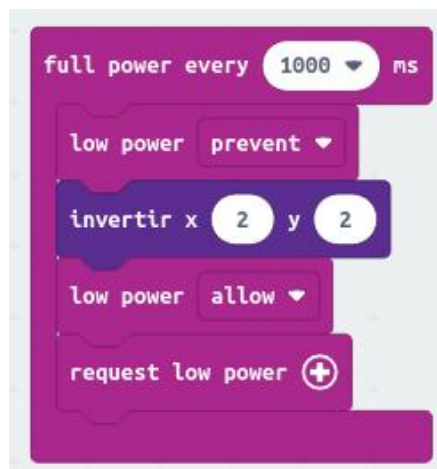 full power every 1000 ms
low power prevent
invertir x 2 y 2
low power allow
request low power